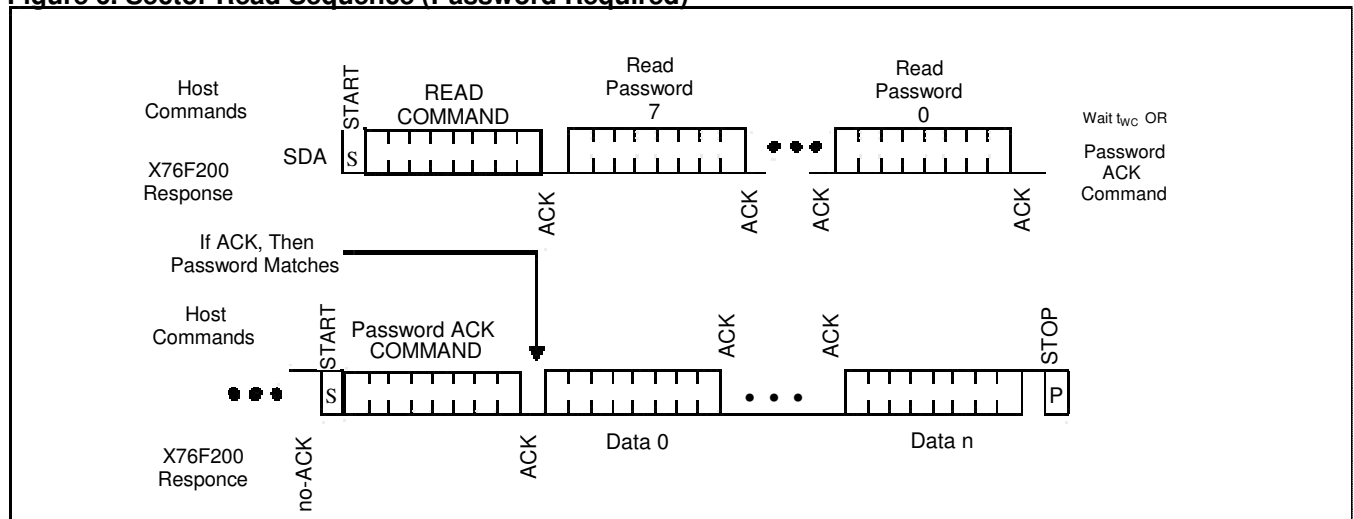 Figure 6. Sector Read Sequence (Password Required)
Host
Commands
START
READ
COMMAND
Read
Password
7
Read
Password
0
Wait tWC OR
Password
ACK
Command
SDA
S
X76F200
Response
ACK
ACK
ACK
ACK
If ACK, Then
Password Matches
Host
Commands
START
Password ACK
COMMAND
ACK
ACK
STOP
S
P
X76F200
Responce
no-ACK
ACK
Data 0
Data n